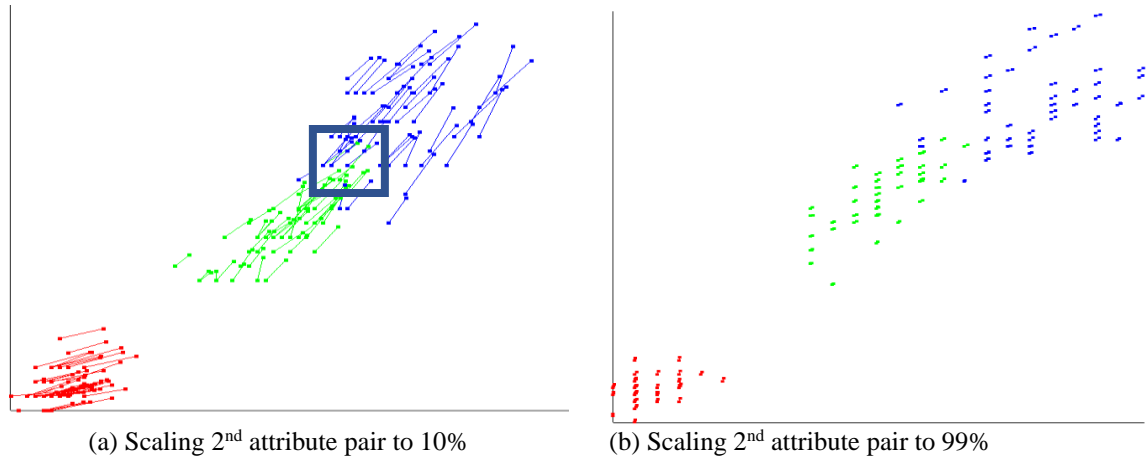 (a) Scaling 2nd attribute pair to 10%
(b) Scaling 2nd attribute pair to 99%